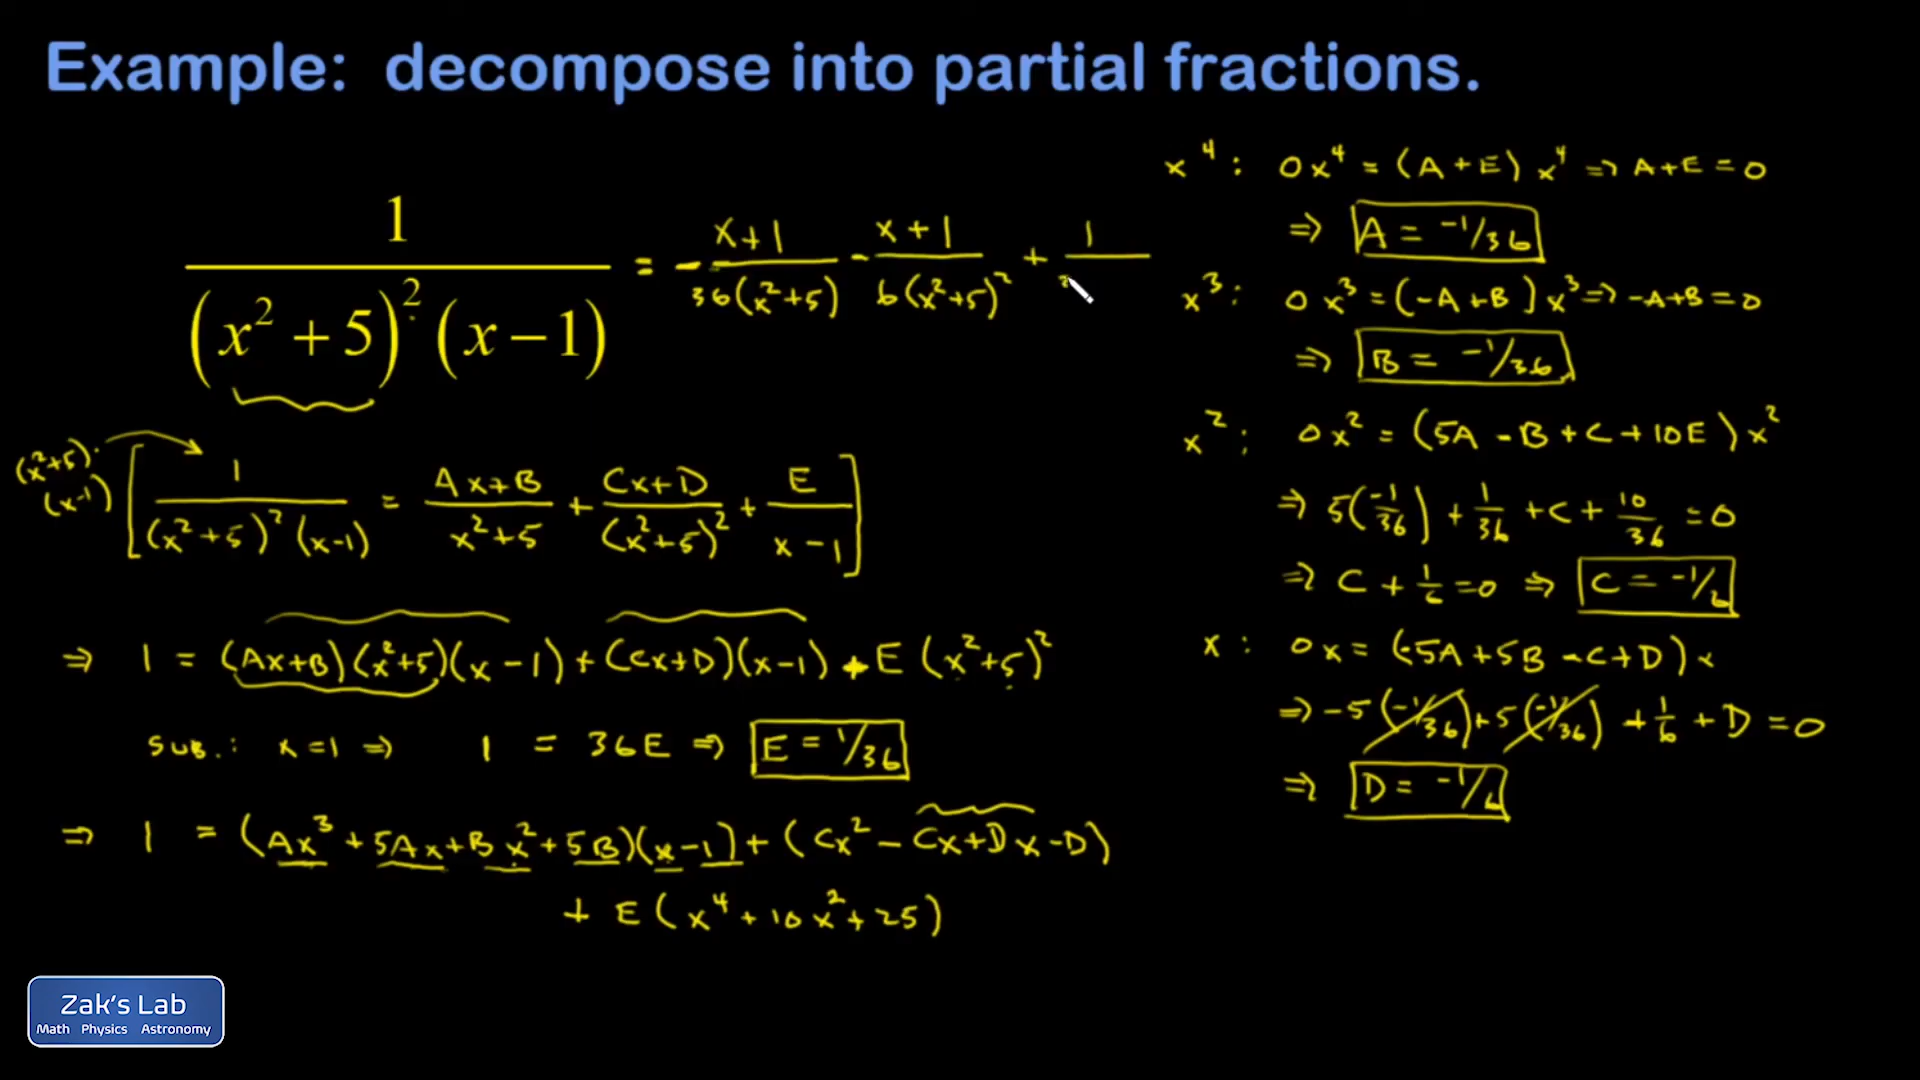 Example: decompose into partial fractions.
1 / ((x² + 5)² (x − 1)) = − (x+1) / (36(x²+5)) − (x+1) / (6(x²+5)²) + 1 /
(x²+5)·(x-1) [ 1 / ((x²+5)² (x-1)) = (Ax+B) / (x²+5) + (Cx+D) / (x²+5)² + E / (x-1) ]
⇒ 1 = (Ax+B)(x²+5)(x-1) + (Cx+D)(x-1) + E(x²+5)²
SUB.: x=1 ⇒ 1 = 36E ⇒ E = 1/36
⇒ 1 = (Ax³ + 5Ax + Bx² + 5B)(x-1) + (Cx² - Cx + Dx - D)
+ E(x⁴ + 10x² + 25)
x⁴: 0x⁴ = (A+E)x⁴ ⇒ A+E = 0
⇒ A = -1/36
x³: 0x³ = (-A+B)x³ ⇒ -A+B = 0
⇒ B = -1/36
x²: 0x² = (5A - B + C + 10E)x²
⇒ 5(-1/36) + 1/36 + C + 10/36 = 0
⇒ C + 1/6 = 0 ⇒ C = -1/6
x: 0x = (-5A + 5B - C + D)x
⇒ -5(-1/36) + 5(-1/36) + 1/6 + D = 0
⇒ D = -1/6
Zak's Lab
Math Physics Astronomy